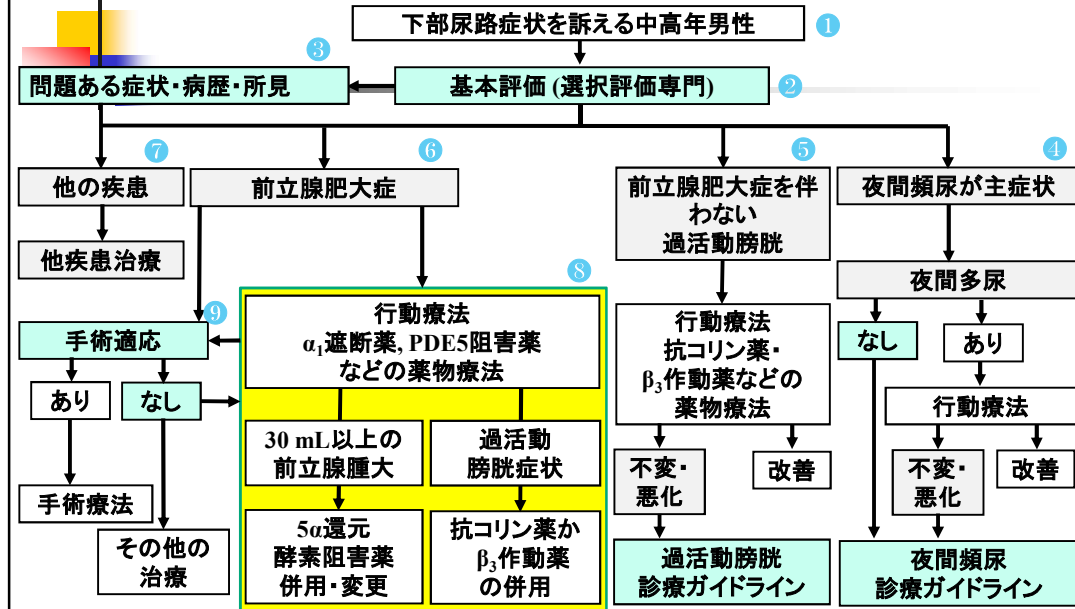 下部尿路症状を訴える中高年男性
❶
❸
問題ある症状・病歴・所見
基本評価 (選択評価専門)
❷
❼
他の疾患
他疾患治療
❻
前立腺肥大症
❺
前立腺肥大症を伴
わない
過活動膀胱
❹
夜間頻尿が主症状
夜間多尿
なし
あり
行動療法
不変・
悪化
改善
夜間頻尿
診療ガイドライン
行動療法
抗コリン薬・
β3作動薬などの
薬物療法
不変・
悪化
改善
過活動膀胱
診療ガイドライン
❽
行動療法
α1遮断薬, PDE5阻害薬
などの薬物療法
30 mL以上の
前立腺腫大
過活動
膀胱症状
5α還元
酵素阻害薬
併用・変更
抗コリン薬か
β3作動薬
の併用
❾
手術適応
あり
なし
手術療法
その他の
治療